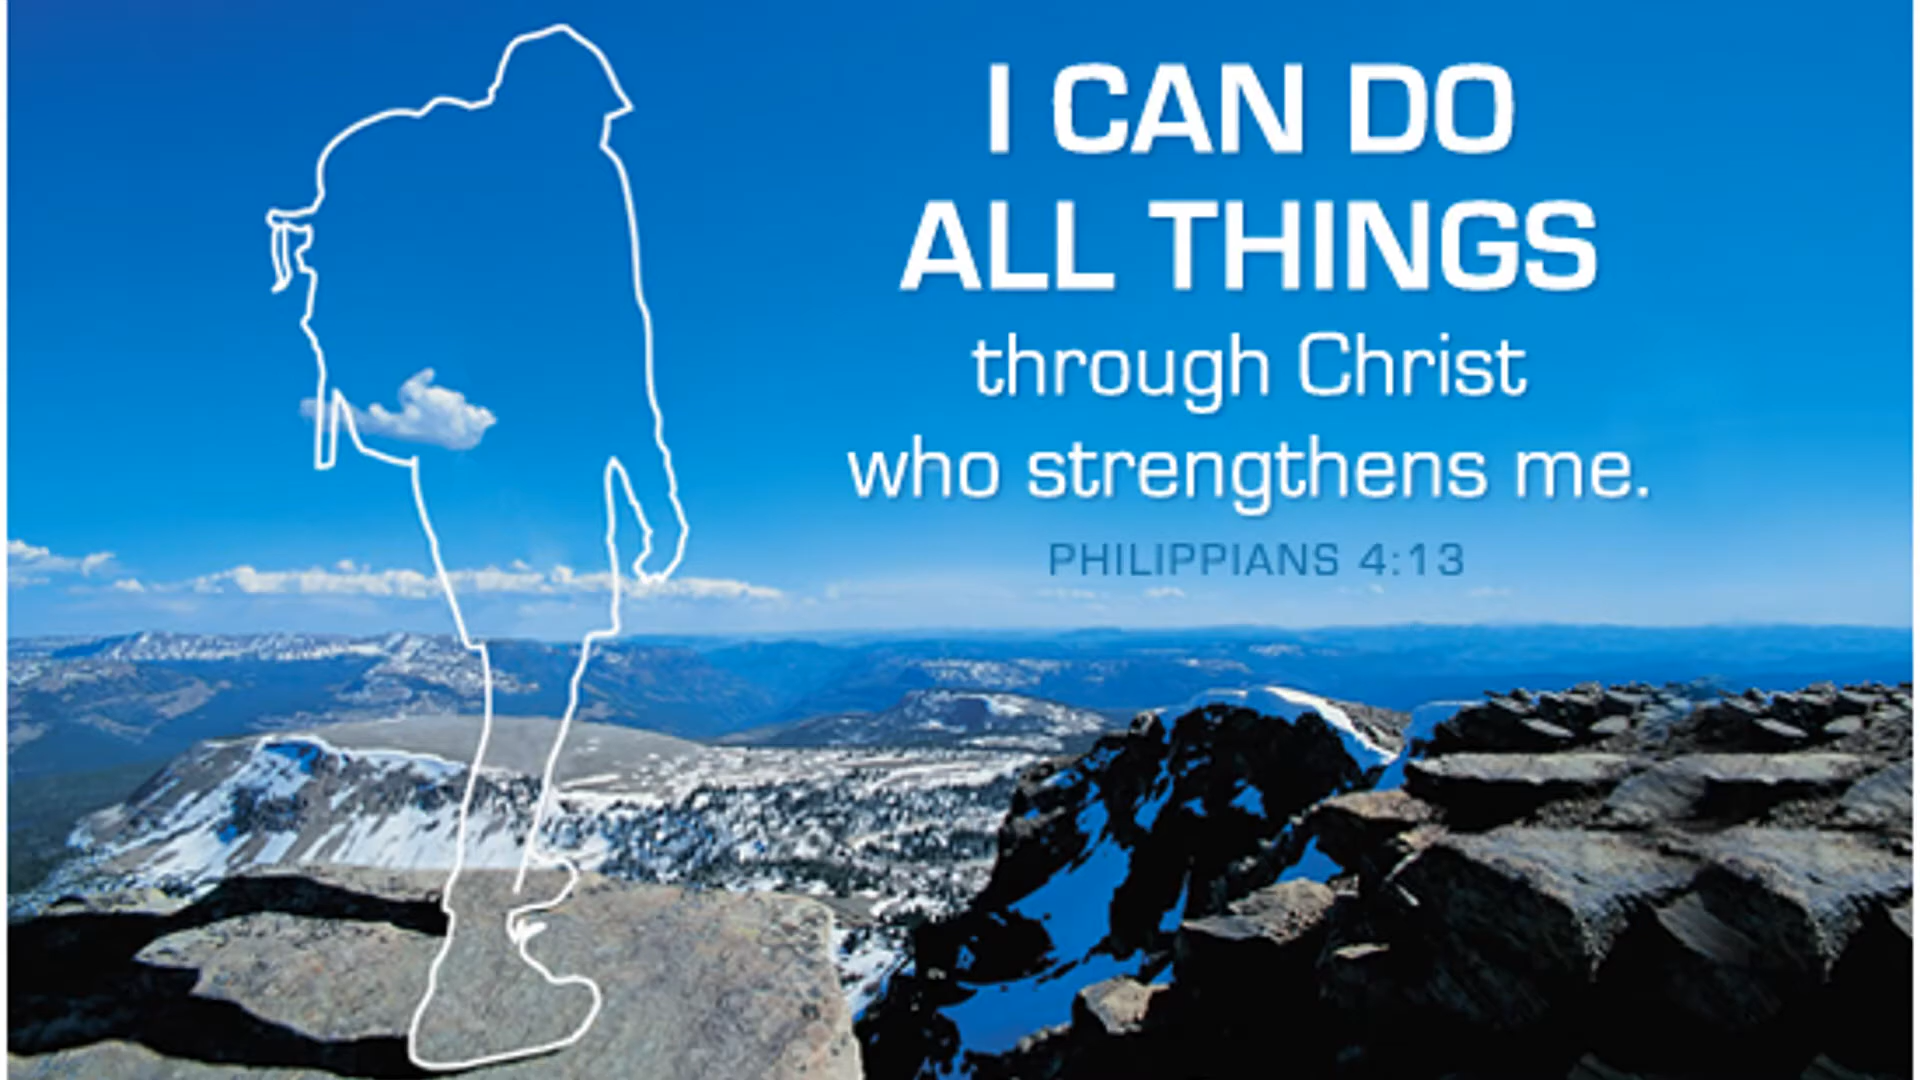 I CAN DO
ALL THINGS
through Christ
who strengthens me.
PHILIPPIANS 4:13